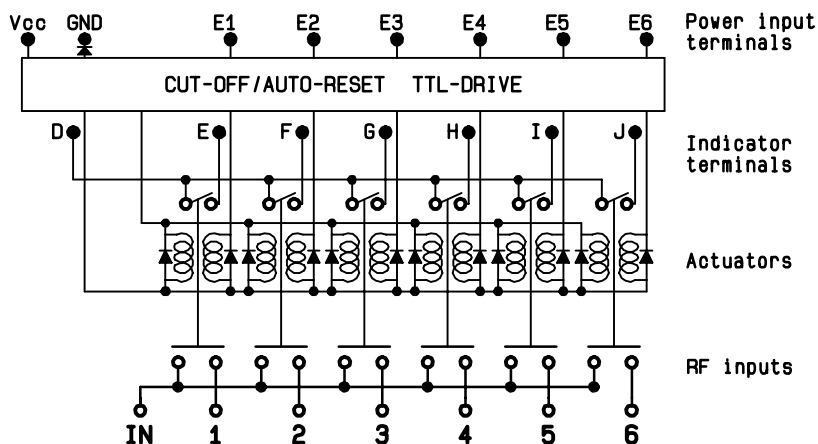 Vcc GND E1 E2 E3 E4 E5 E6 Power input
terminals
CUT-OFF/AUTO-RESET TTL-DRIVE
D E F G H I J Indicator
terminals
Actuators
RF inputs
IN 1 2 3 4 5 6